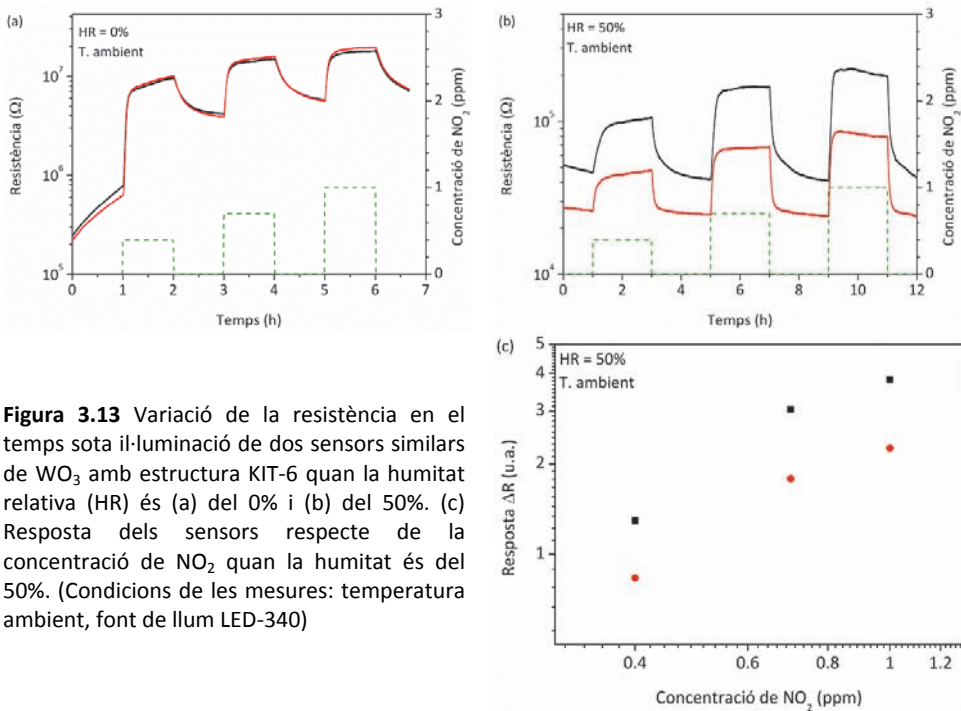 (a)
HR = 0%
T. ambient
10⁷
10⁶
10⁵
Resistència (Ω)
0 1 2 3 4 5 6 7
Temps (h)
3
2
1
0
Concentració de NO₂ (ppm)
(b)
HR = 50%
T. ambient
10⁵
10⁴
Resistència (Ω)
0 2 4 6 8 10 12
Temps (h)
3
2
1
0
Concentració de NO₂ (ppm)
Figura 3.13 Variació de la resistència en el
temps sota il·luminació de dos sensors similars
de WO₃ amb estructura KIT-6 quan la humitat
relativa (HR) és (a) del 0% i (b) del 50%. (c)
Resposta dels sensors respecte de la
concentració de NO₂ quan la humitat és del
50%. (Condicions de les mesures: temperatura
ambient, font de llum LED-340)
(c)
HR = 50%
T. ambient
5
4
3
2
1
Resposta ΔR (u.a.)
0.4 0.6 0.8 1 1.2
Concentració de NO₂ (ppm)